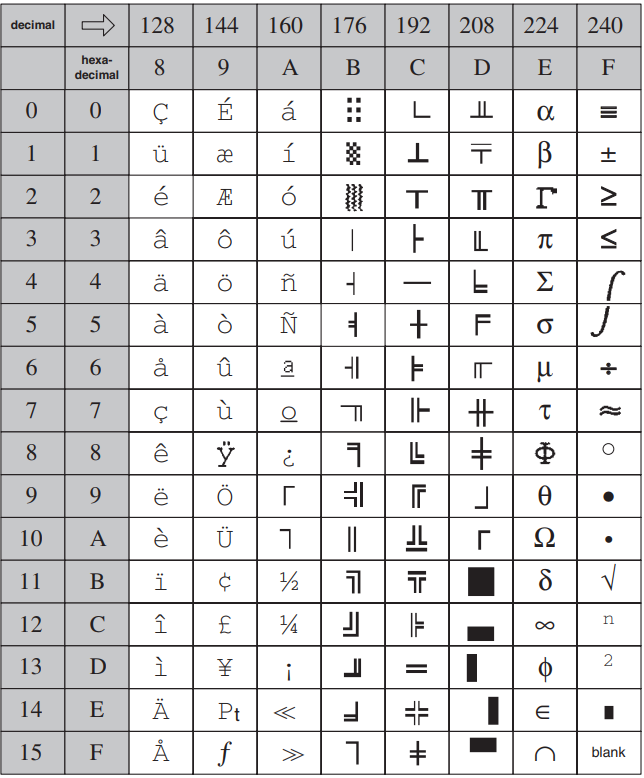 decimal ⇨ 128 144 160 176 192 208 224 240
hexa-
decimal 8 9 A B C D E F
0 0 Ç É á ⠿ └ ╨ α ≡
1 1 ü æ í ▒ ┴ ╤ β ±
2 2 é Æ ó ▓ ┬ ╥ Γ ≥
3 3 â ô ú │ ├ ╙ π ≤
4 4 ä ö ñ ┤ ─ ╘ Σ ⌠
5 5 à ò Ñ ╡ ┼ ╒ σ ⌡
6 6 å û a ╢ ╞ ╓ μ ÷
7 7 ç ù o ╖ ╟ ╫ τ ≈
8 8 ê ÿ ¿ ╕ ╚ ╪ Φ ○
9 9 ë Ö ⌐ ╣ ╔ ┘ θ •
10 A è Ü ¬ ║ ╩ ┌ Ω ·
11 B ï ¢ ½ ╗ ╦ █ δ √
12 C î £ ¼ ╝ ╠ ▄ ∞ ⁿ
13 D ì ¥ ¡ ╜ ═ ▌ ϕ ²
14 E Ä Pt ≪ ╛ ╬ ▐ ∈ ■
15 F Å ƒ ≫ ┐ ╪ ▀ ∩ blank